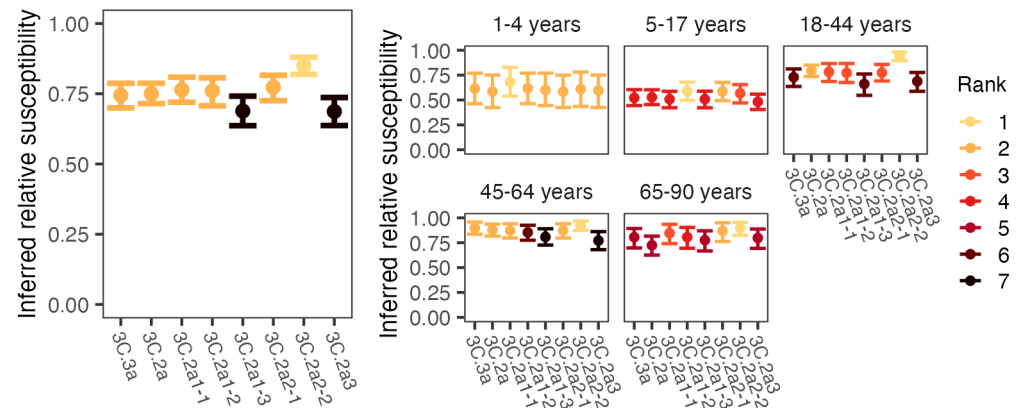 Inferred relative susceptibility
1.00
0.75
0.50
0.25
0.00
3C.3a
3C.2a
3C.2a1-1
3C.2a1-2
3C.2a1-3
3C.2a2-1
3C.2a2-2
3C.2a3
Inferred relative susceptibility
1-4 years
5-17 years
18-44 years
1.00
0.75
0.50
0.25
0.00
3C.3a
3C.2a
3C.2a1-1
3C.2a1-2
3C.2a1-3
3C.2a2-1
3C.2a2-2
3C.2a3
45-64 years
65-90 years
1.00
0.75
0.50
0.25
0.00
3C.3a
3C.2a
3C.2a1-1
3C.2a1-2
3C.2a1-3
3C.2a2-1
3C.2a2-2
3C.2a3
3C.3a
3C.2a
3C.2a1-1
3C.2a1-2
3C.2a1-3
3C.2a2-1
3C.2a2-2
3C.2a3
Rank
1
2
3
4
5
6
7